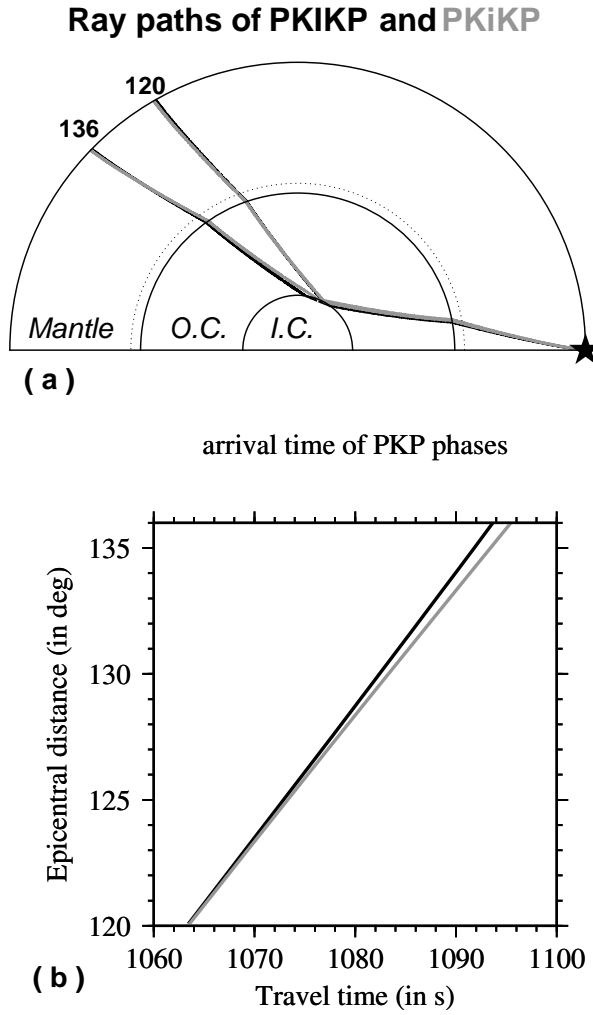 Ray paths of PKIKP and PKiKP
120
136
Mantle O.C. I.C.
( a )
arrival time of PKP phases
135
130
125
120
Epicentral distance (in deg)
1060 1070 1080 1090 1100
Travel time (in s)
( b )